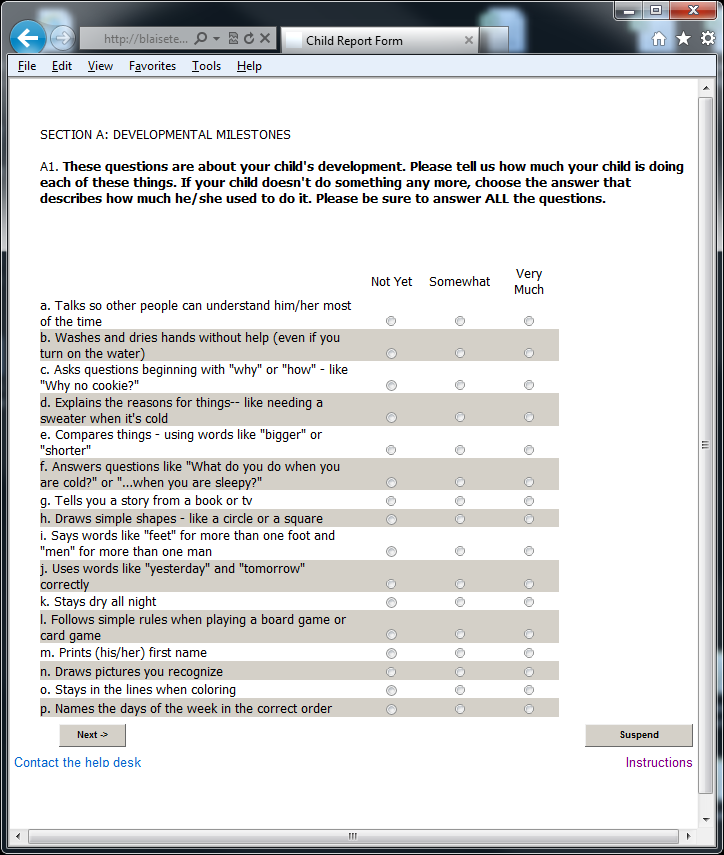 http://blaisete...
Child Report Form
File Edit View Favorites Tools Help
SECTION A: DEVELOPMENTAL MILESTONES
A1. These questions are about your child's development. Please tell us how much your child is doing
each of these things. If your child doesn't do something any more, choose the answer that
describes how much he/she used to do it. Please be sure to answer ALL the questions.
Not Yet Somewhat Very
Much
a. Talks so other people can understand him/her most
of the time
b. Washes and dries hands without help (even if you
turn on the water)
c. Asks questions beginning with "why" or "how" - like
"Why no cookie?"
d. Explains the reasons for things-- like needing a
sweater when it's cold
e. Compares things - using words like "bigger" or
"shorter"
f. Answers questions like "What do you do when you
are cold?" or "...when you are sleepy?"
g. Tells you a story from a book or tv
h. Draws simple shapes - like a circle or a square
i. Says words like "feet" for more than one foot and
"men" for more than one man
j. Uses words like "yesterday" and "tomorrow"
correctly
k. Stays dry all night
l. Follows simple rules when playing a board game or
card game
m. Prints (his/her) first name
n. Draws pictures you recognize
o. Stays in the lines when coloring
p. Names the days of the week in the correct order
Next -> Suspend
Contact the help desk Instructions